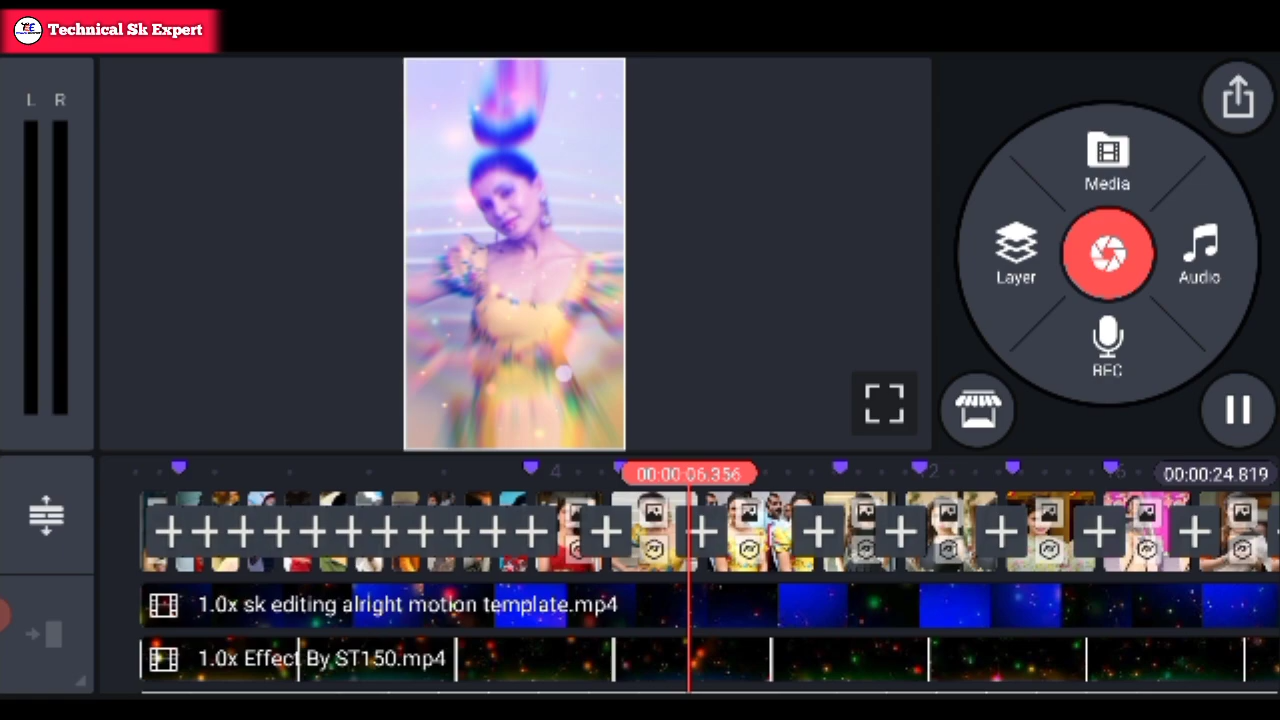 Technical Sk Expert
L R
Media
Layer
Audio
REC
4
00:00:06.356
00:00:24.819
1.0x sk editing alright motion template.mp4
1.0x Effect By ST150.mp4